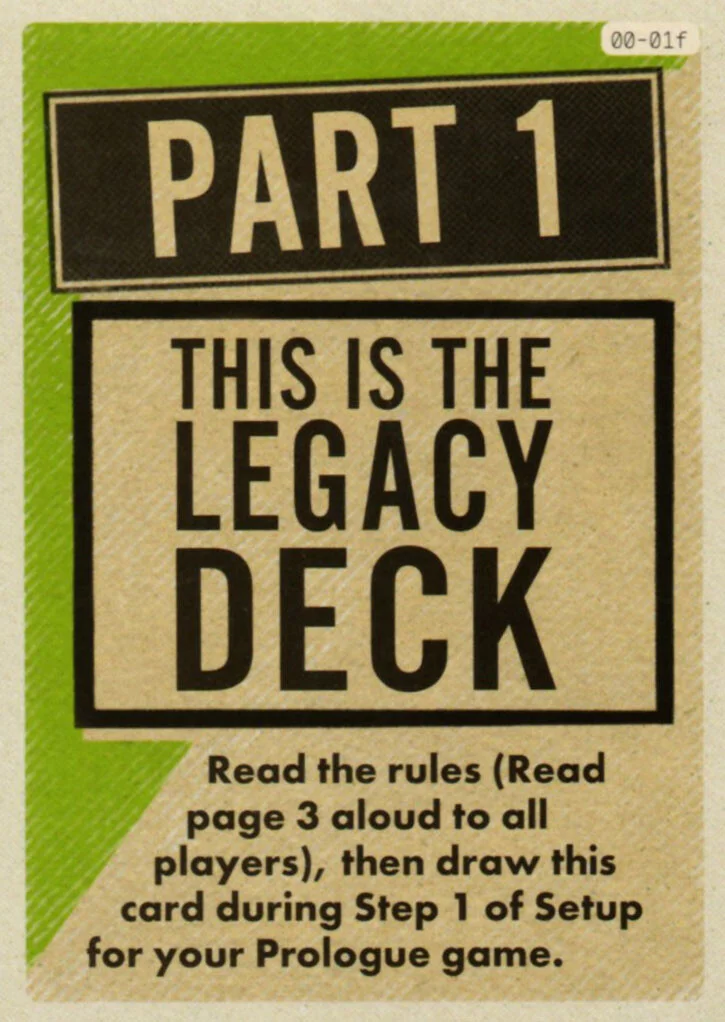 00-01f
PART 1
THIS IS THE
LEGACY
DECK
Read the rules (Read
page 3 aloud to all
players), then draw this
card during Step 1 of Setup
for your Prologue game.